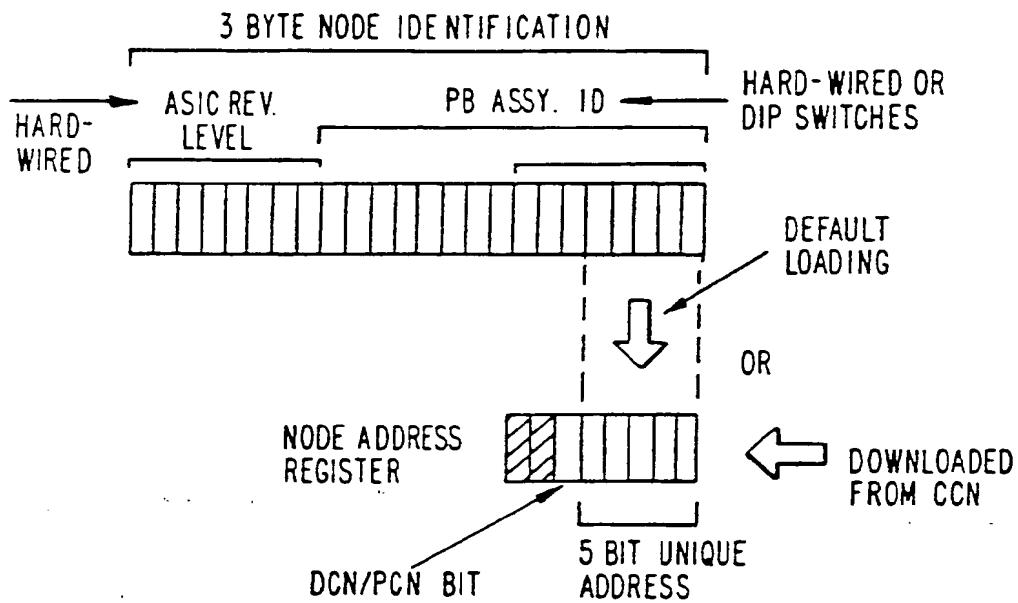 3 BYTE NODE IDENTIFICATION
HARD-
WIRED
ASIC REV.
LEVEL
PB ASSY. ID
HARD-WIRED OR
DIP SWITCHES
DEFAULT
LOADING
OR
NODE ADDRESS
REGISTER
DOWNLOADED
FROM CCN
DCN/PCN BIT
5 BIT UNIQUE
ADDRESS